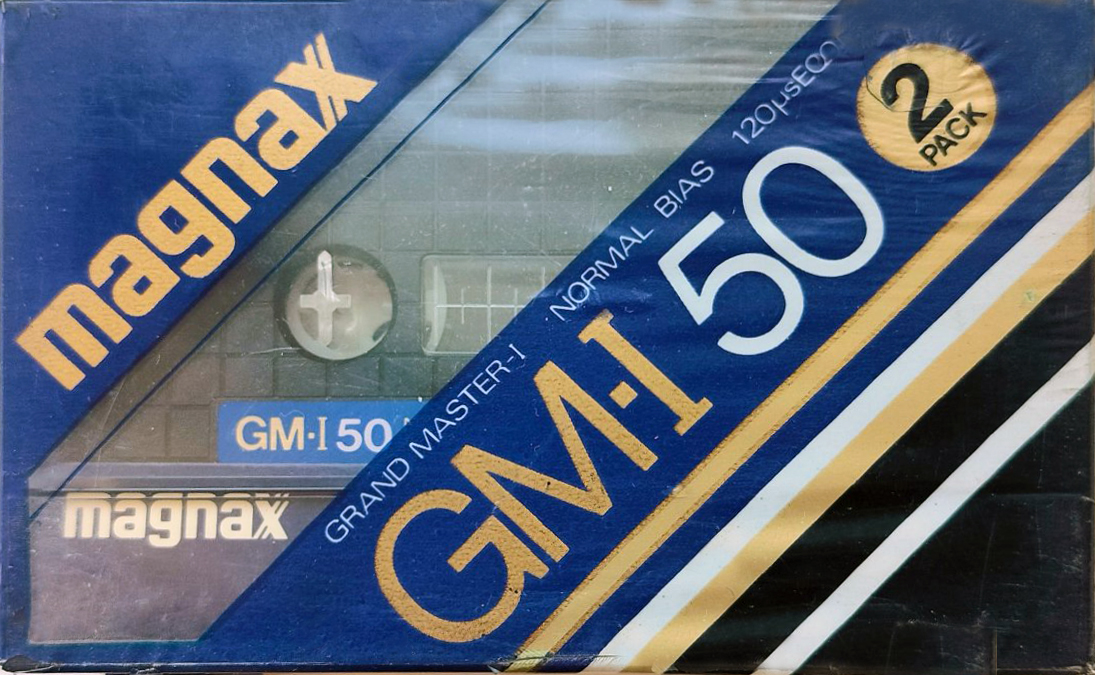 magnax
2
PACK
GRAND MASTER-I NORMAL BIAS 120µsEQ
GM·I 50
GM·I 50
magnax